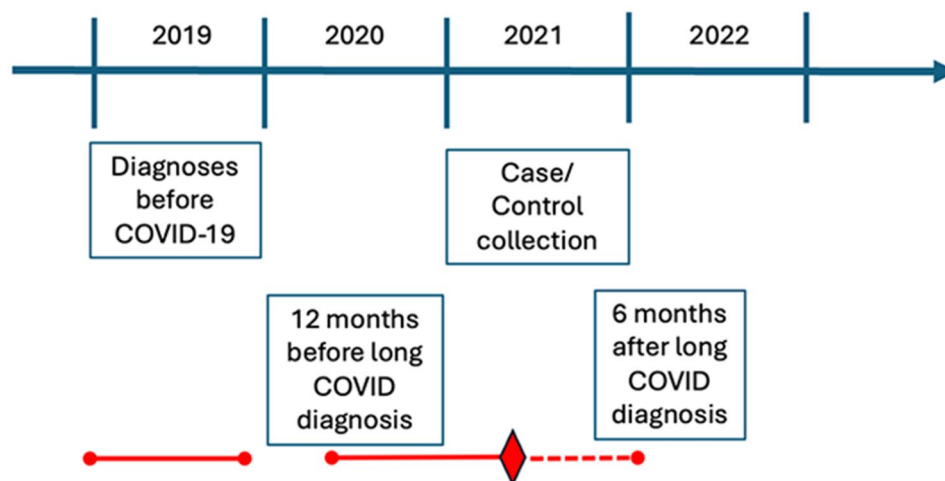 2019
2020
2021
2022
Diagnoses
before
COVID-19
Case/
Control
collection
12 months
before long
COVID
diagnosis
6 months
after long
COVID
diagnosis